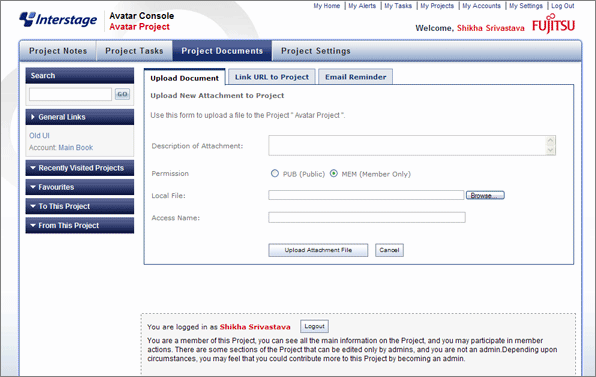 My Home | My Alerts | My Tasks | My Projects | My Accounts | My Settings | Log Out
Interstage
Avatar Console
Avatar Project
Welcome, Shikha Srivastava
FUJITSU
Project Notes
Project Tasks
Project Documents
Project Settings
Search
GO
General Links
Old UI
Account: Main Book
Recently Visited Projects
Favourites
To This Project
From This Project
Upload Document
Link URL to Project
Email Reminder
Upload New Attachment to Project
Use this form to upload a file to the Project " Avatar Project ".
Description of Attachment:
Permission
PUB (Public)
MEM (Member Only)
Local File:
Browse...
Access Name:
Upload Attachment File
Cancel
You are logged in as Shikha Srivastava
Logout
You are a member of this Project, you can see all the main information on the Project, and you may participate in member
actions. There are some sections of the Project that can be edited only by admins, and you are not an admin.Depending upon
circumstances, you may feel that you could contribute more to this Project by becoming an admin.